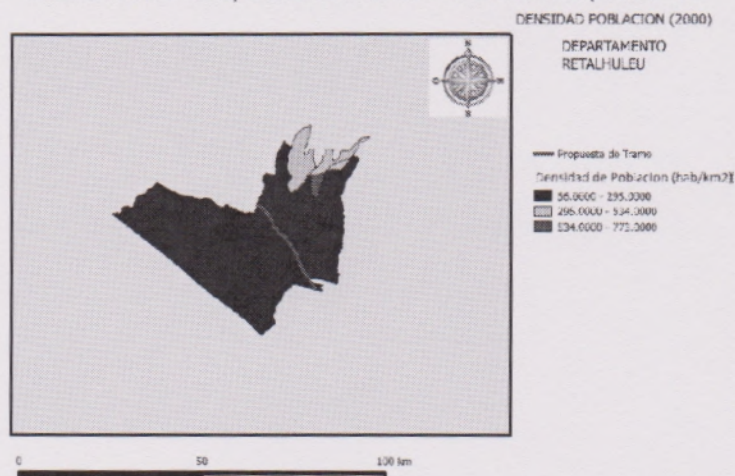 DENSIDAD POBLACION (2000)
DEPARTAMENTO
RETALHULEU
N
O
S
Propuesta de Tramo
Densidad de Poblacion (hab/km2)
56.0000 - 295.0000
295.0000 - 534.0000
534.0000 - 773.0000
0 50 100 km